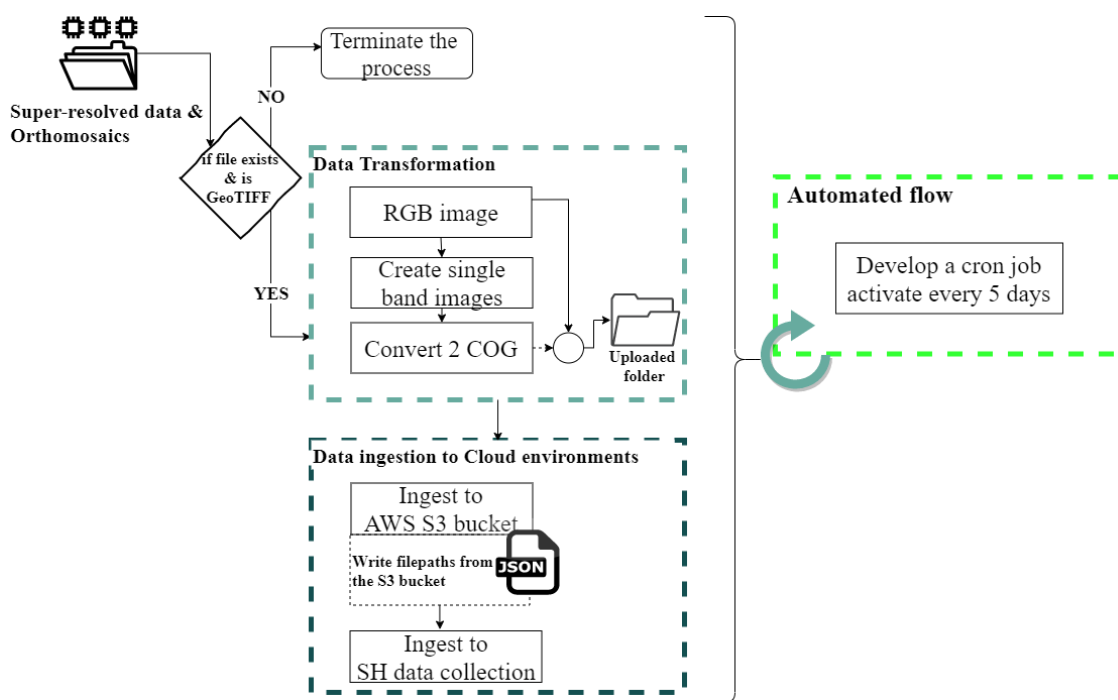 Super-resolved data &
Orthomosaics
Terminate the
process
NO
if file exists
& is
GeoTIFF
YES
Data Transformation
RGB image
Create single
band images
Convert 2 COG
Uploaded
folder
Data ingestion to Cloud environments
Ingest to
AWS S3 bucket
Write filepaths from
the S3 bucket
JSON
Ingest to
SH data collection
Automated flow
Develop a cron job
activate every 5 days